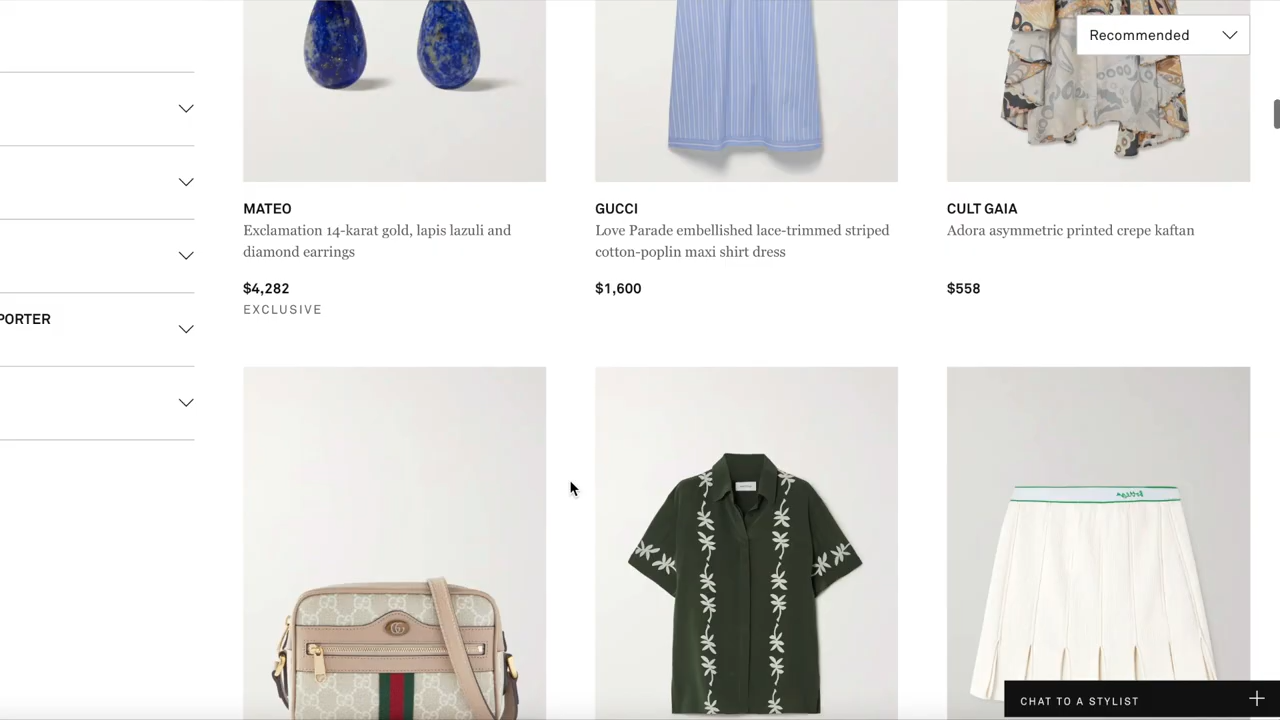 Recommended
MATEO
Exclamation 14-karat gold, lapis lazuli and
diamond earrings
$4,282
EXCLUSIVE
GUCCI
Love Parade embellished lace-trimmed striped
cotton-poplin maxi shirt dress
$1,600
CULT GAIA
Adora asymmetric printed crepe kaftan
$558
PORTER
CHAT TO A STYLIST